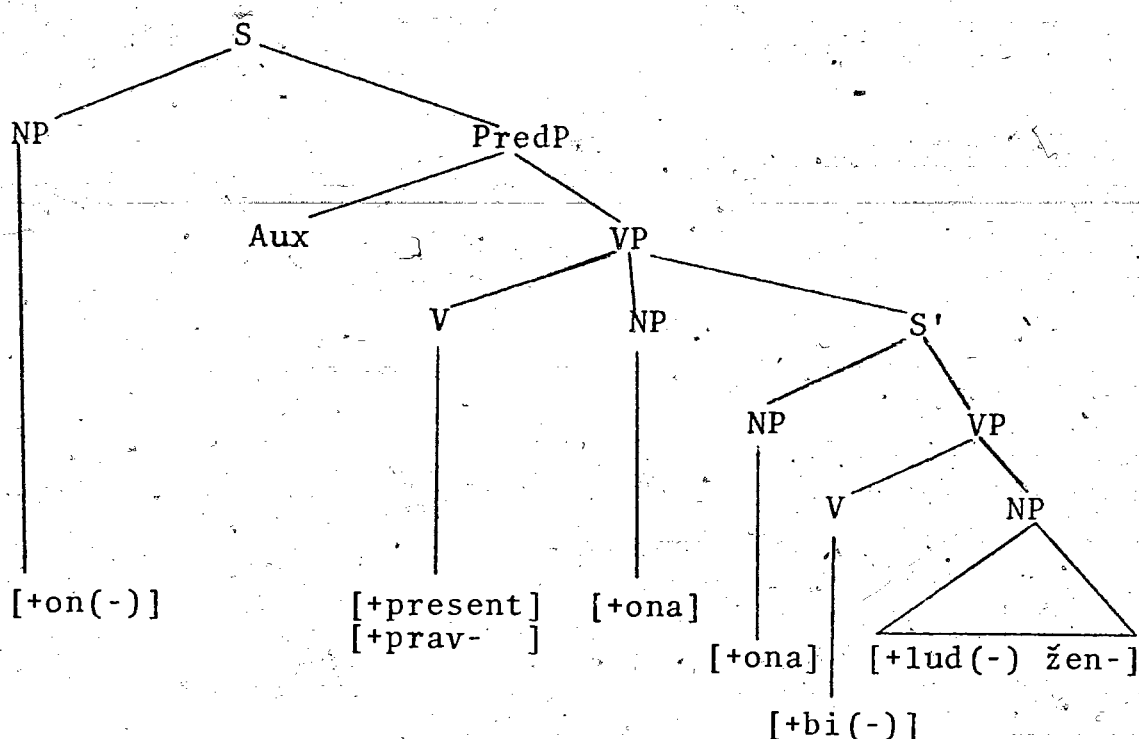 S
NP PredP
Aux VP
V NP S'
NP VP
V NP
[+on(-)] [+present] [+ona]
[+prav- ]
[+ona] [+lud(-) žen-]
[+bi(-)]